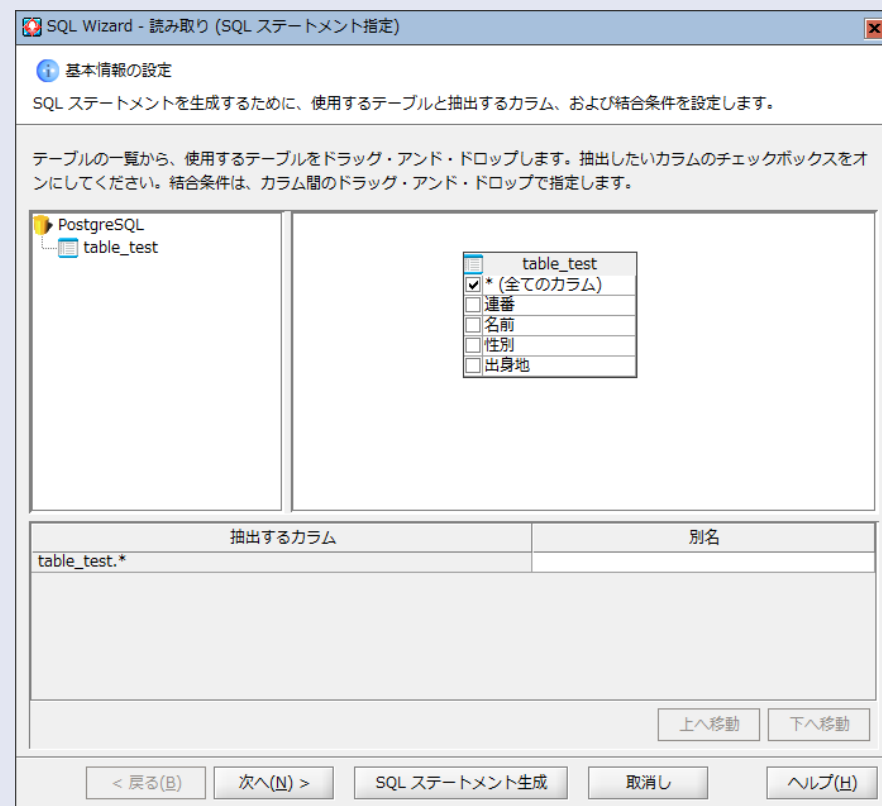 SQL Wizard - 読み取り (SQL ステートメント指定)
基本情報の設定
SQL ステートメントを生成するために、使用するテーブルと抽出するカラム、および結合条件を設定します。
テーブルの一覧から、使用するテーブルをドラッグ・アンド・ドロップします。抽出したいカラムのチェックボックスをオ
ンにしてください。結合条件は、カラム間のドラッグ・アンド・ドロップで指定します。
PostgreSQL
table_test
table_test
* (全てのカラム)
連番
名前
性別
出身地
抽出するカラム 別名
table_test.*
上へ移動 下へ移動
< 戻る(B) 次へ(N) > SQL ステートメント生成 取消し ヘルプ(H)